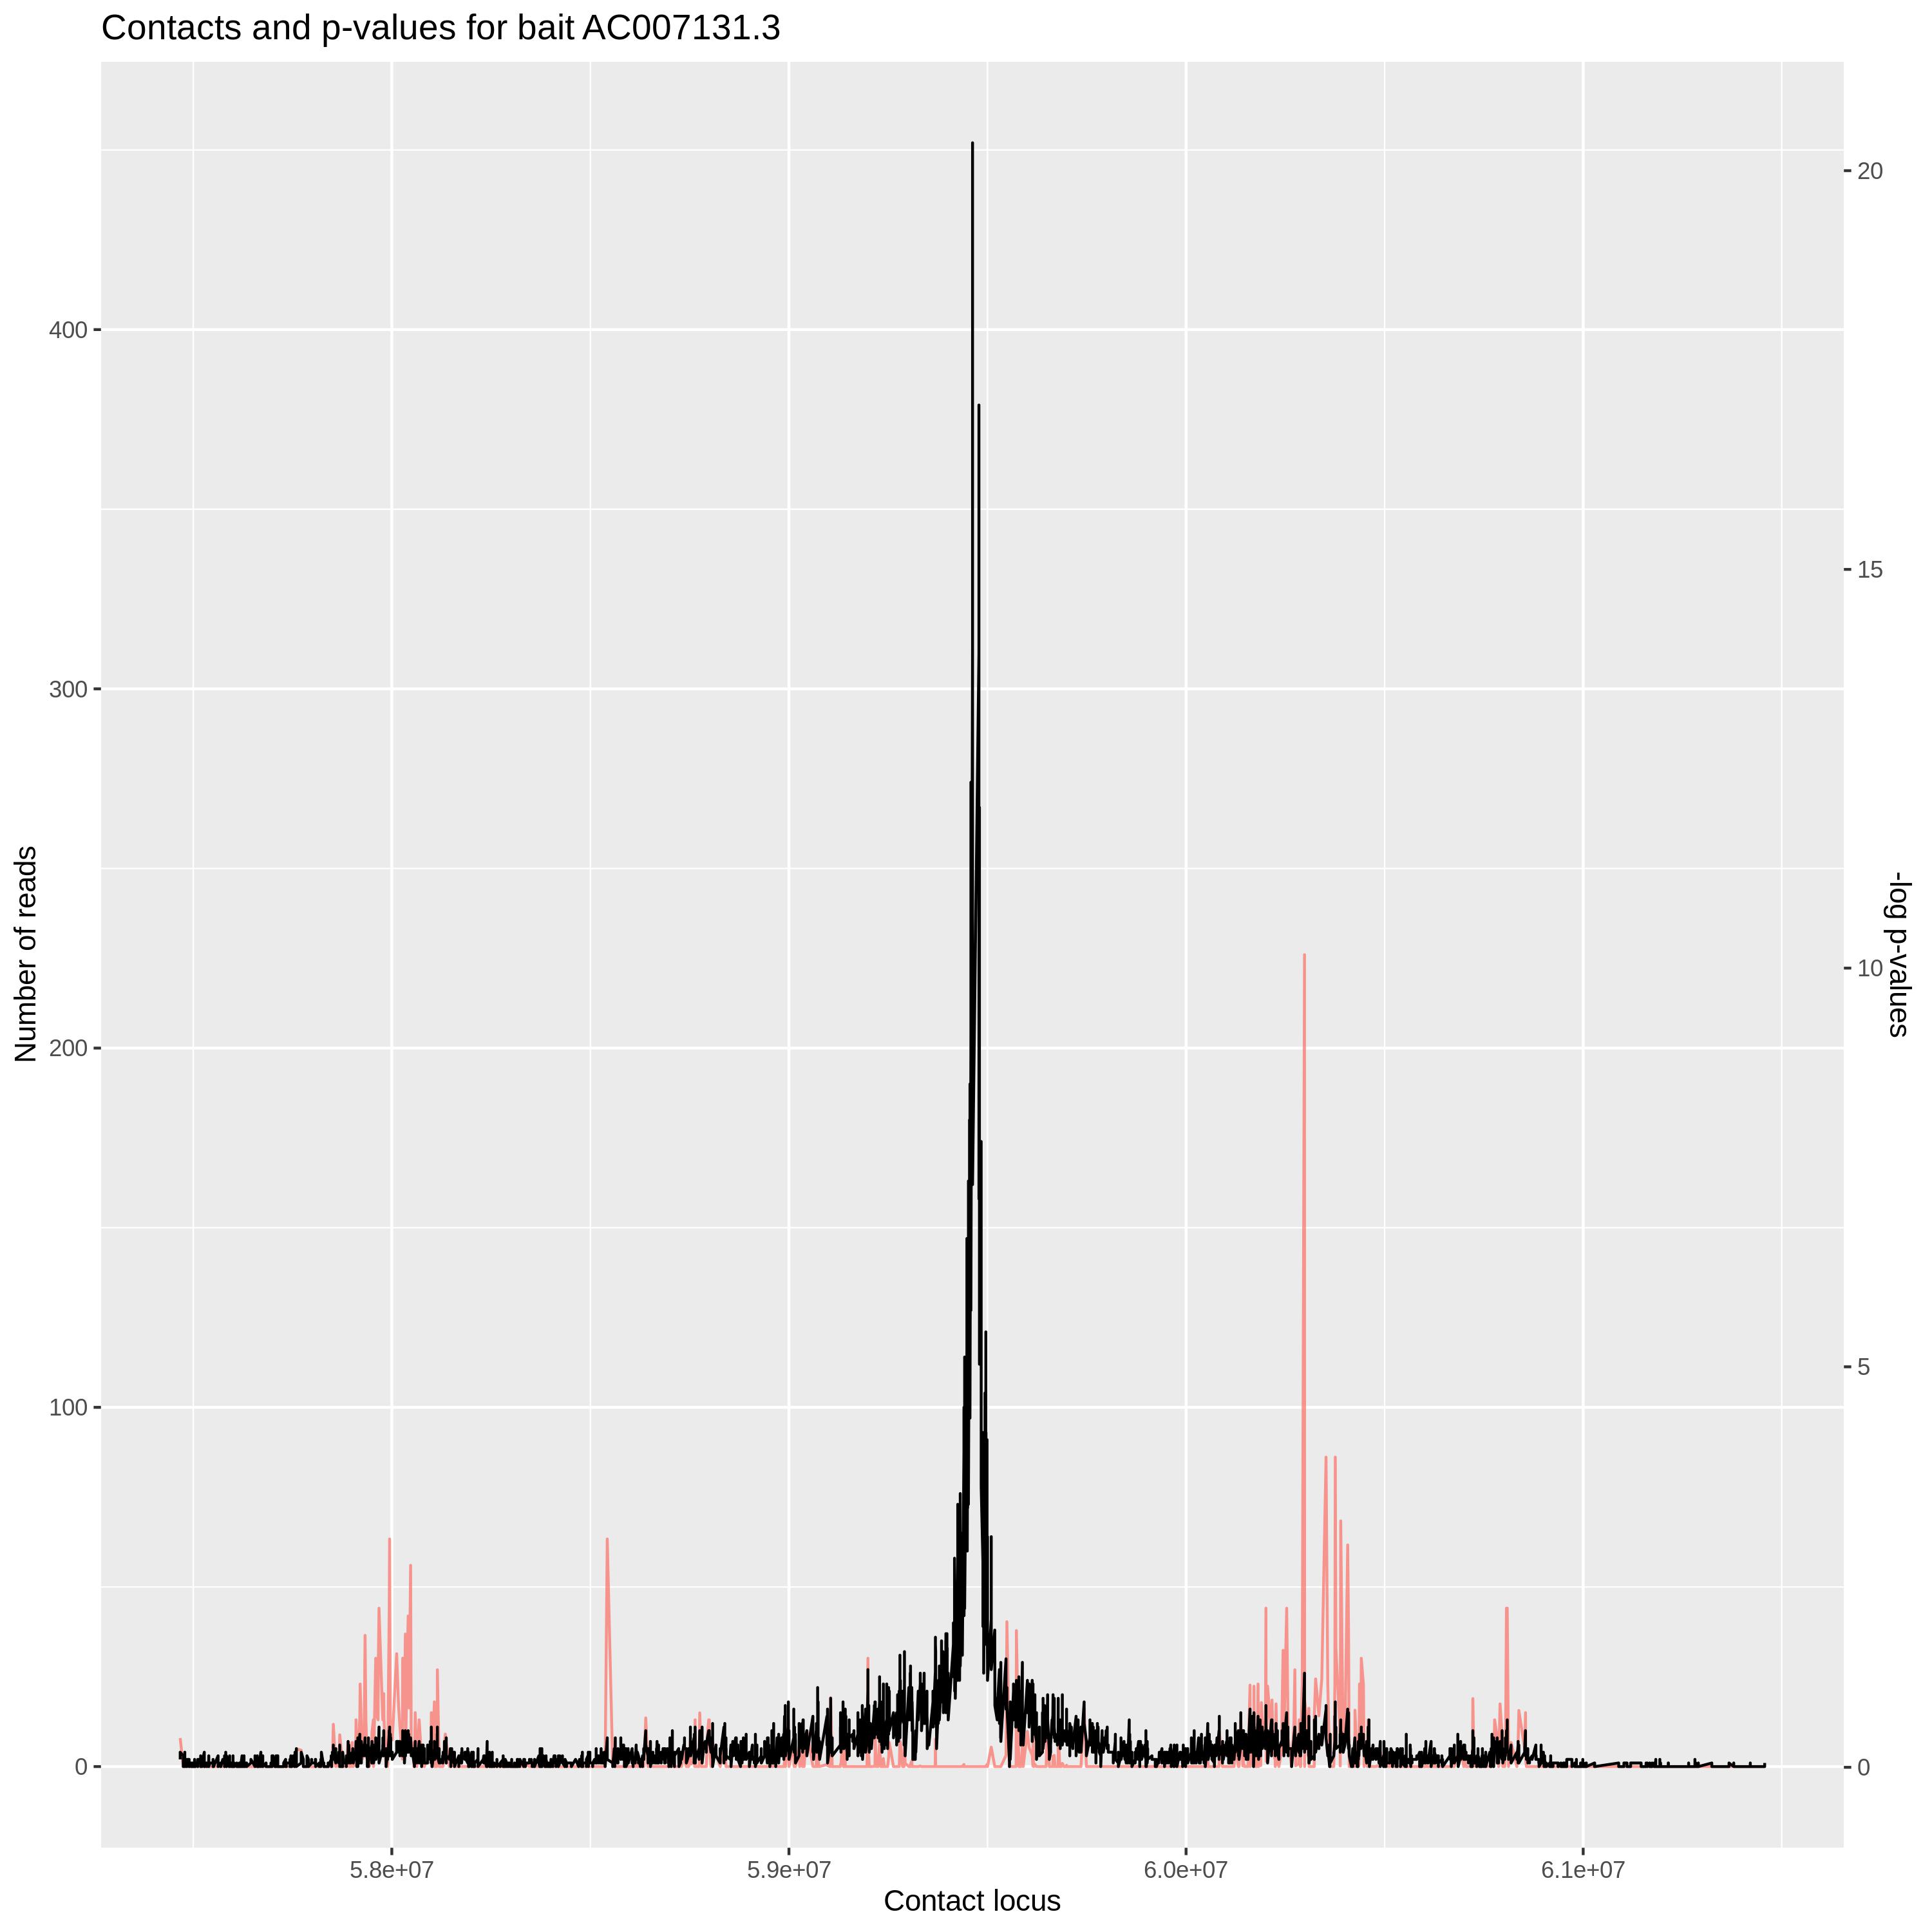 Contacts and p-values for bait AC007131.3
400
300
200
100
0
Number of reads
20
15
10
5
0
-log p-values
5.8e+07
5.9e+07
6.0e+07
6.1e+07
Contact locus